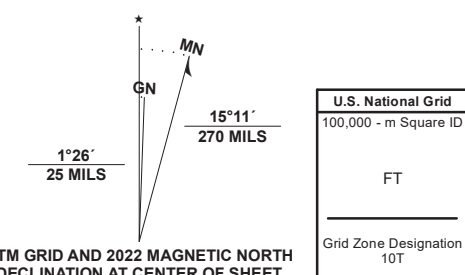 ★
MN
GN
15°11´
270 MILS
1°26´
25 MILS
TM GRID AND 2022 MAGNETIC NORTH
DECLINATION AT CENTER OF SHEET
U.S. National Grid
100,000 - m Square ID
FT
Grid Zone Designation
10T